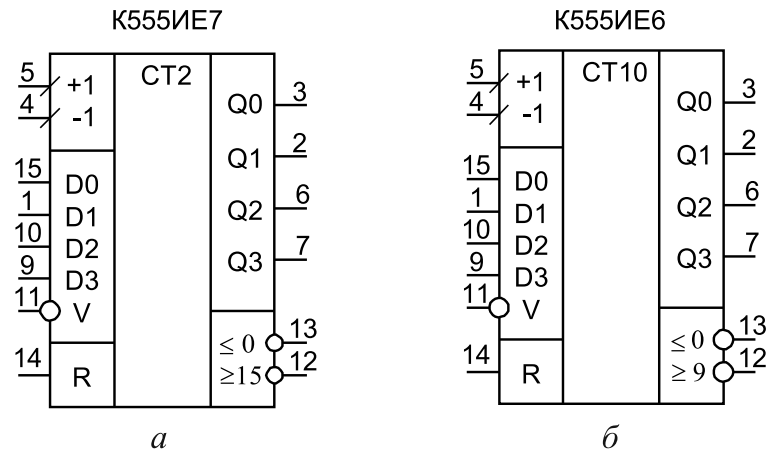 К555ИЕ7
5 +1 CT2 Q0 3
4 -1
Q1 2
15 D0
1 D1 Q2 6
10 D2
9 D3 Q3 7
11 V
≤ 0 13
14 R ≥15 12
а
К555ИЕ6
5 +1 CT10 Q0 3
4 -1
Q1 2
15 D0
1 D1 Q2 6
10 D2
9 D3 Q3 7
11 V
≤ 0 13
14 R ≥ 9 12
б